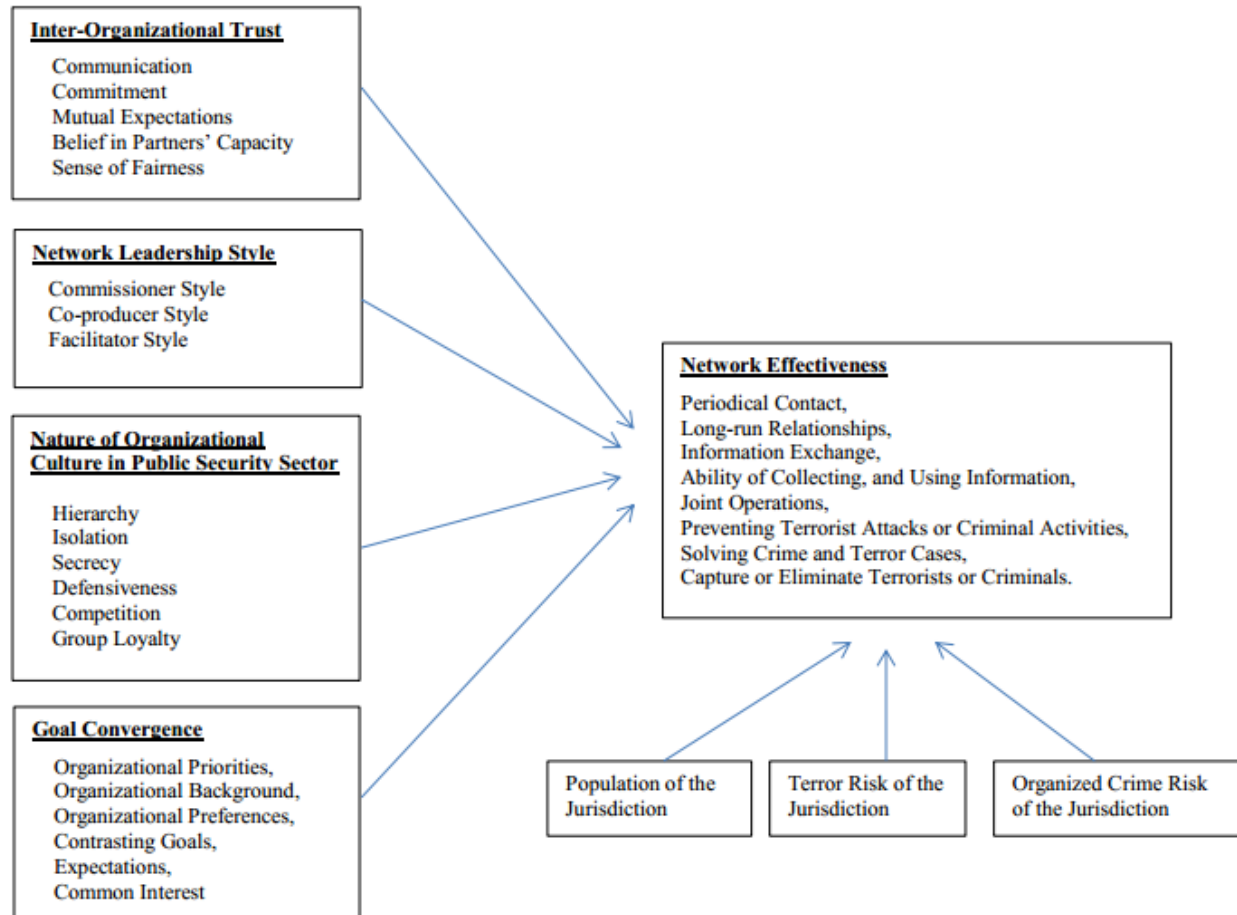 Inter-Organizational Trust
Communication
Commitment
Mutual Expectations
Belief in Partners’ Capacity
Sense of Fairness
Network Leadership Style
Commissioner Style
Co-producer Style
Facilitator Style
Nature of Organizational
Culture in Public Security Sector
Hierarchy
Isolation
Secrecy
Defensiveness
Competition
Group Loyalty
Goal Convergence
Organizational Priorities,
Organizational Background,
Organizational Preferences,
Contrasting Goals,
Expectations,
Common Interest
Network Effectiveness
Periodical Contact,
Long-run Relationships,
Information Exchange,
Ability of Collecting, and Using Information,
Joint Operations,
Preventing Terrorist Attacks or Criminal Activities,
Solving Crime and Terror Cases,
Capture or Eliminate Terrorists or Criminals.
Population of the
Jurisdiction
Terror Risk of the
Jurisdiction
Organized Crime Risk
of the Jurisdiction